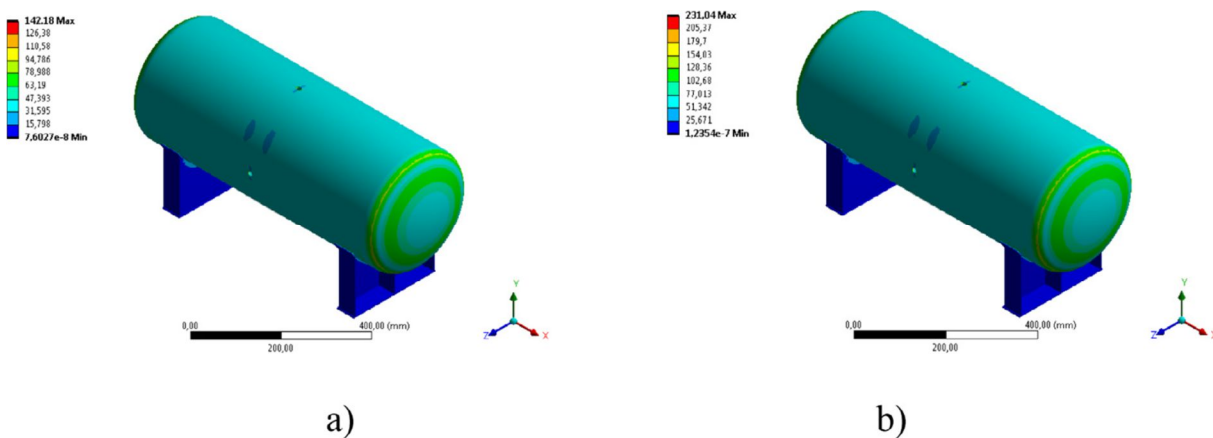 142.18 Max
126,38
110,58
94,786
78,988
63,19
47,393
31,595
15,798
7,6027e-8 Min
0,00
400,00 (mm)
200,00
Y
Z
X
a)
231,04 Max
205,37
179,7
154,03
128,36
102,68
77,013
51,342
25,671
1,2354e-7 Min
0,00
400,00 (mm)
200,00
Y
Z
b)